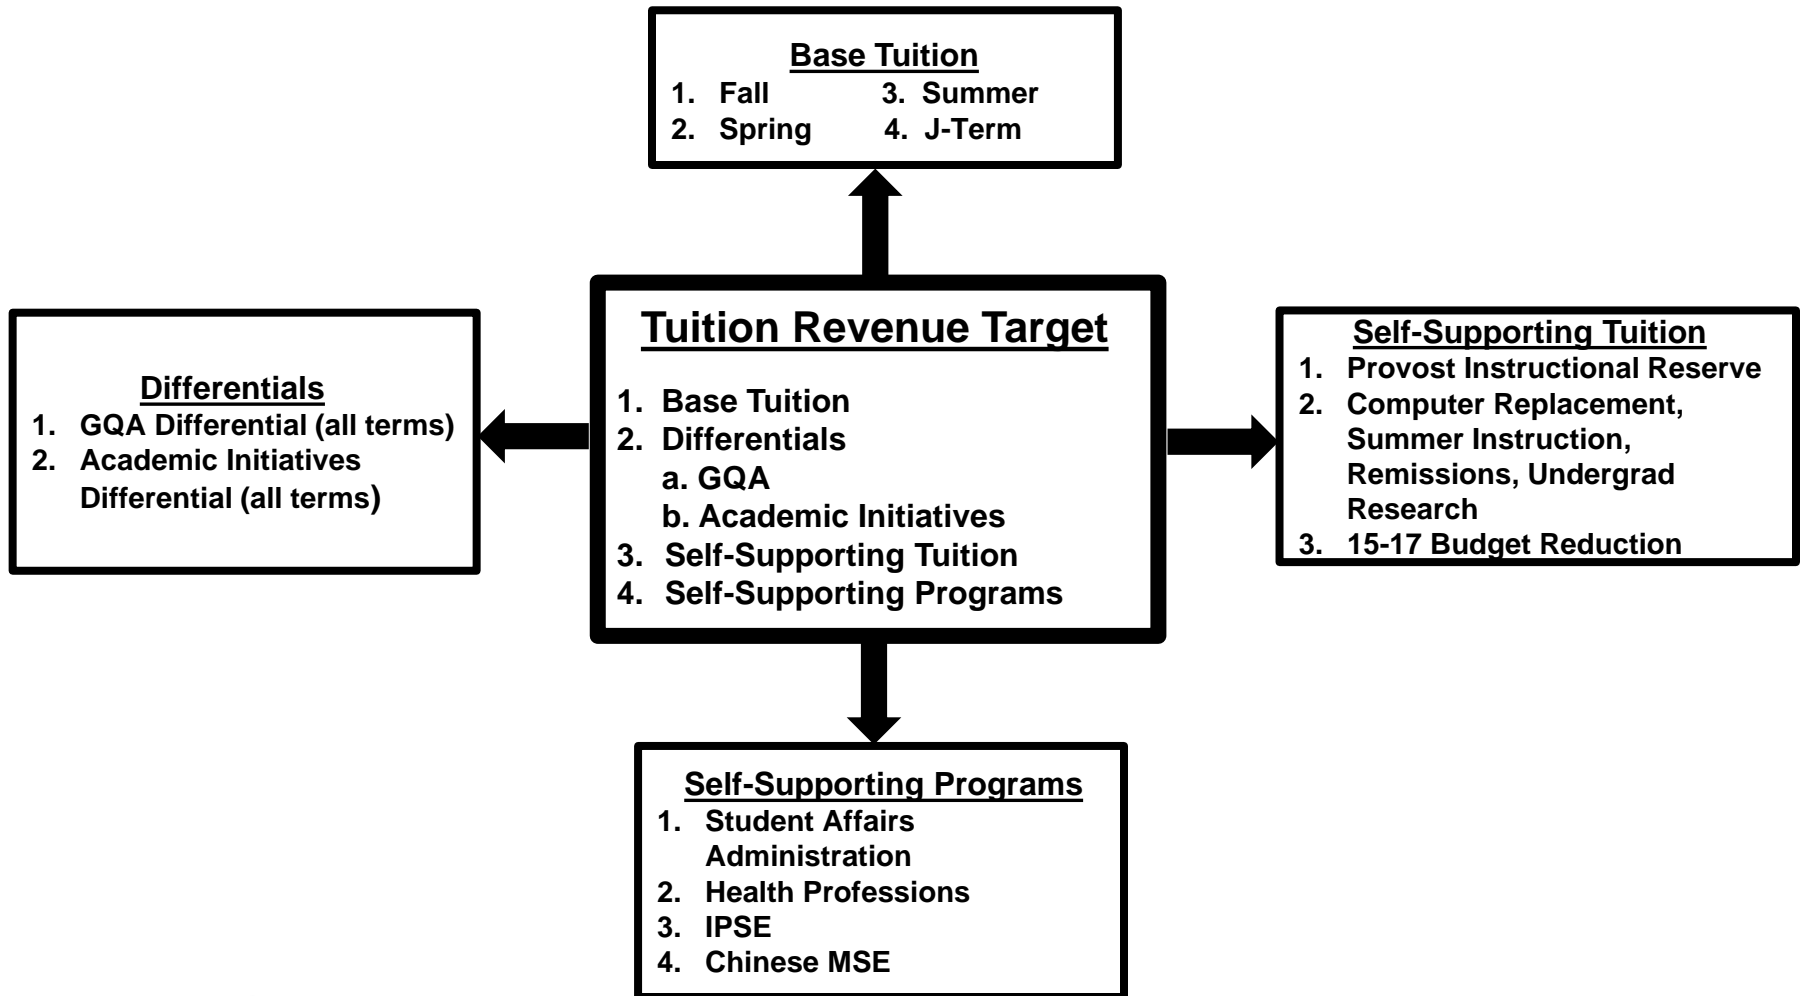 Base Tuition
1. Fall 3. Summer
2. Spring 4. J-Term
Tuition Revenue Target
1. Base Tuition
2. Differentials
a. GQA
b. Academic Initiatives
3. Self-Supporting Tuition
4. Self-Supporting Programs
Differentials
1. GQA Differential (all terms)
2. Academic Initiatives
Differential (all terms)
Self-Supporting Tuition
1. Provost Instructional Reserve
2. Computer Replacement,
Summer Instruction,
Remissions, Undergrad
Research
3. 15-17 Budget Reduction
Self-Supporting Programs
1. Student Affairs
Administration
2. Health Professions
3. IPSE
4. Chinese MSE